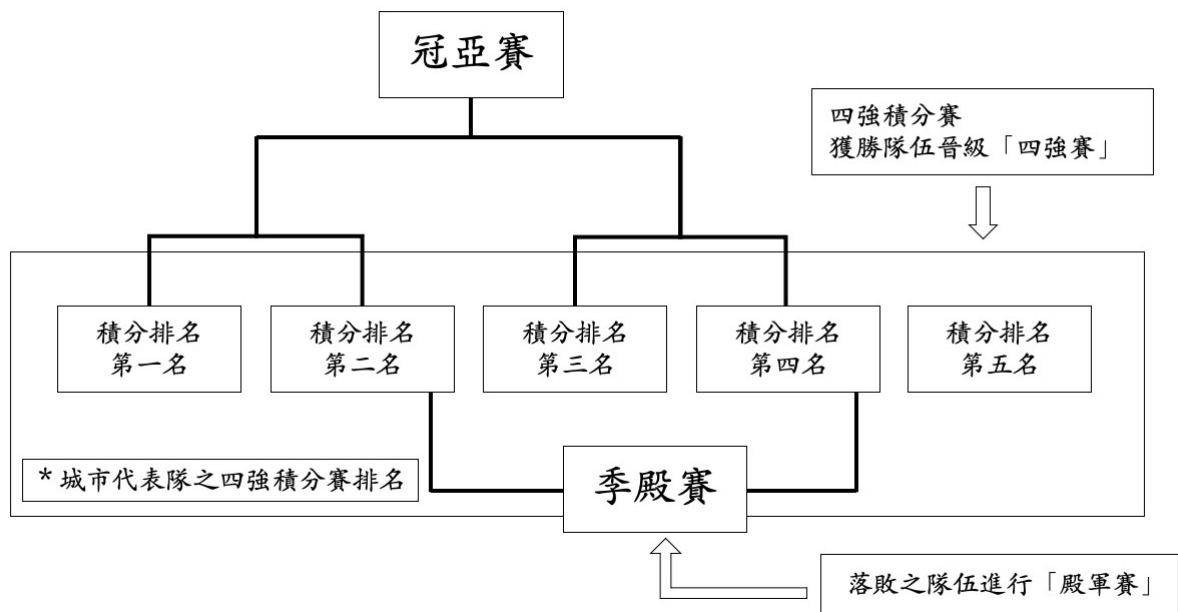 冠亞賽
四強積分賽
獲勝隊伍晉級「四強賽」
積分排名
第一名
積分排名
第二名
積分排名
第三名
積分排名
第四名
積分排名
第五名
*城市代表隊之四強積分賽排名
季殿賽
落敗之隊伍進行「殿軍賽」